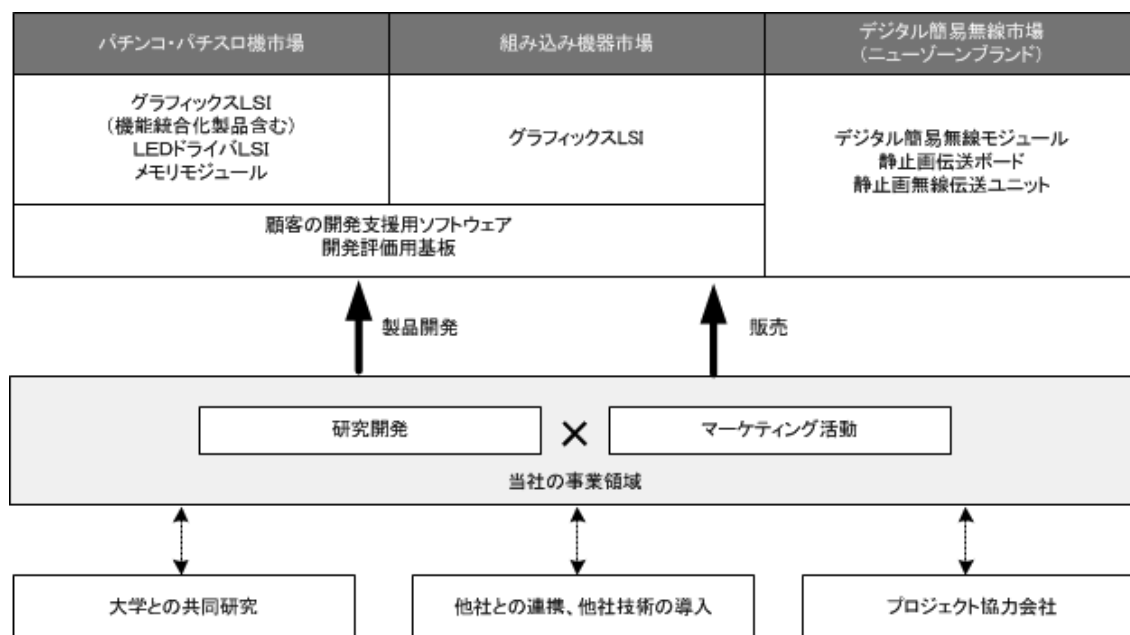 パチンコ・パチスロ機市場
組み込み機器市場
デジタル簡易無線市場
(ニューゾーンブランド)
グラフィックスLSI
(機能統合化製品含む)
LEDドライバLSI
メモリモジュール
グラフィックスLSI
デジタル簡易無線モジュール
静止画伝送ボード
静止画無線伝送ユニット
顧客の開発支援用ソフトウェア
開発評価用基板
製品開発
販売
研究開発
×
マーケティング活動
当社の事業領域
大学との共同研究
他社との連携、他社技術の導入
プロジェクト協力会社